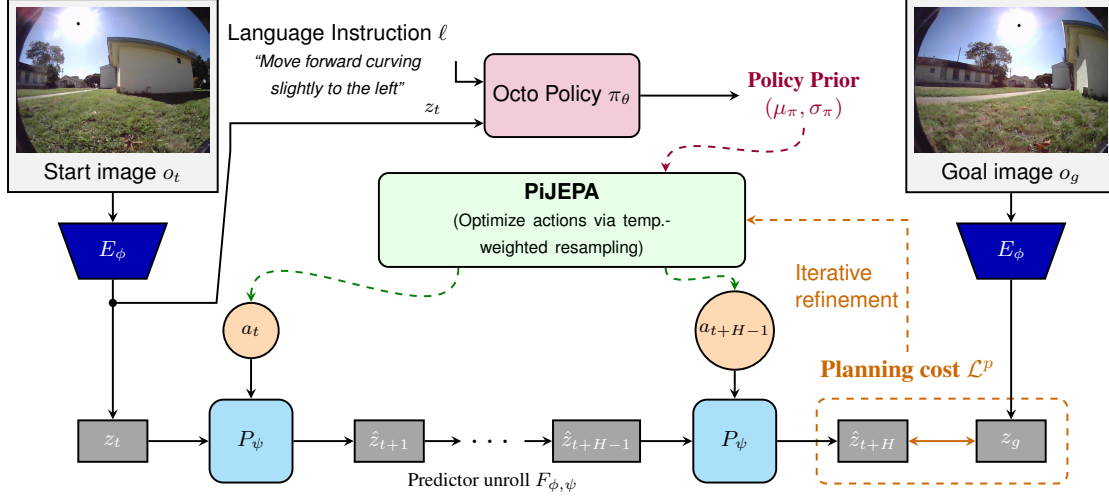 Language Instruction ℓ
“Move forward curving
slightly to the left”
z_t
Octo Policy π_θ
Policy Prior
(μ_π, σ_π)
Start image o_t
Goal image o_g
PiJEPA
(Optimize actions via temp.-
weighted resampling)
E_ϕ
E_ϕ
Iterative
refinement
a_t
a_{t+H−1}
Planning cost 𝓛^p
z_t
P_ψ
ẑ_{t+1}
· · ·
ẑ_{t+H−1}
P_ψ
ẑ_{t+H}
z_g
Predictor unroll F_{ϕ,ψ}